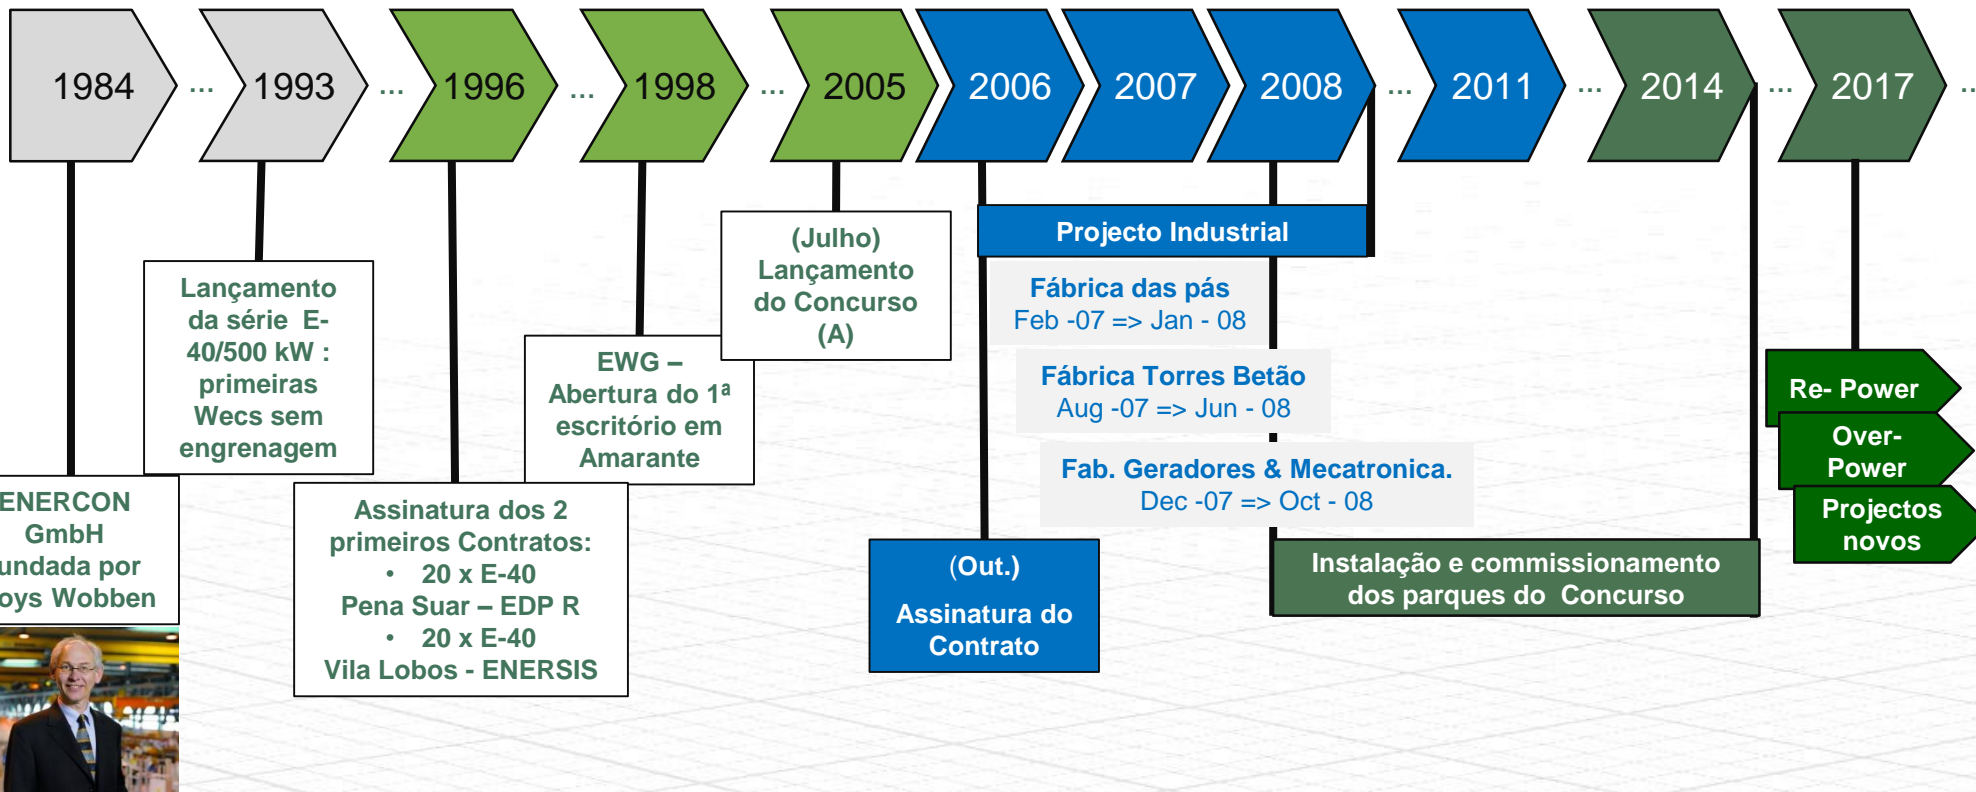 1984 ... 1993 ... 1996 ... 1998 ... 2005 2006 2007 2008 ... 2011 ... 2014 ... 2017 ...
ENERCON
GmbH
por
Wobben
Lançamento
da série E-
40/500 kW :
primeiras
Wecs sem
engrenagem
Assinatura dos 2
primeiros Contratos:
• 20 x E-40
Pena Suar – EDP R
• 20 x E-40
Vila Lobos - ENERSIS
EWG –
Abertura do 1ª
escritório em
Amarante
(Julho)
Lançamento
do Concurso
(A)
(Out.)
Assinatura do
Contrato
Projecto Industrial
Fábrica das pás
Feb -07 => Jan - 08
Fábrica Torres Betão
Aug -07 => Jun - 08
Fab. Geradores & Mecatronica.
Dec -07 => Oct - 08
Instalação e commissionamento
dos parques do Concurso
Re- Power
Over-
Power
Projectos
novos